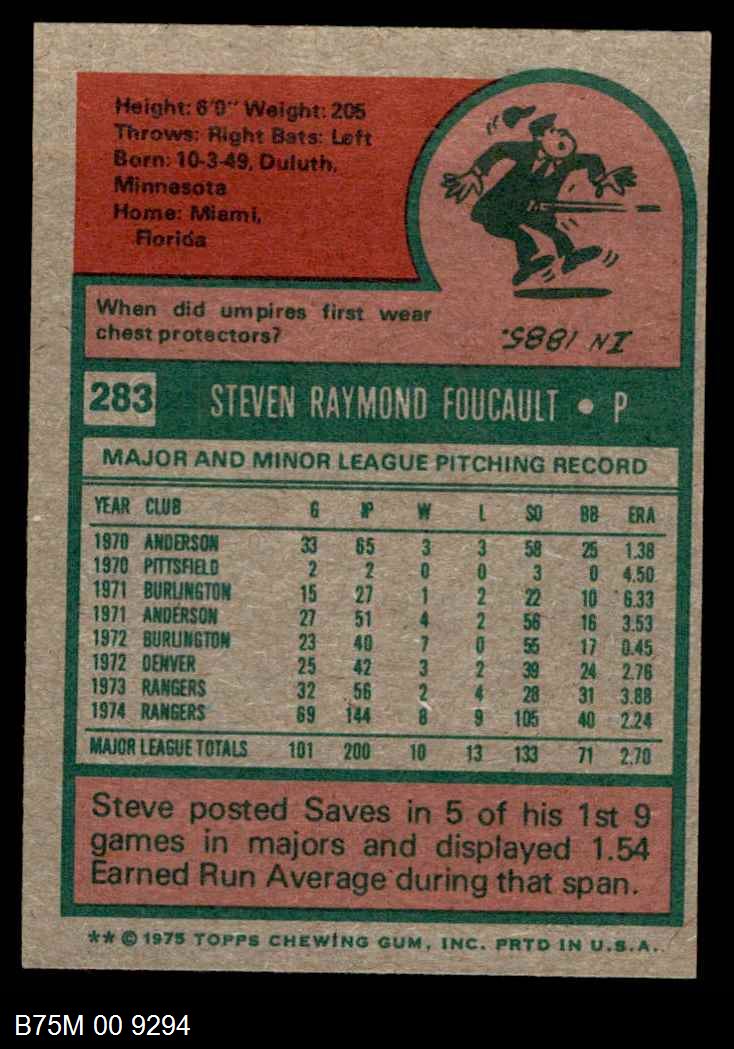 Height: 6'0" Weight: 205
Throws: Right Bats: Left
Born: 10-3-49, Duluth,
Minnesota
Home: Miami,
Florida
When did umpires first wear
chest protectors?
IN 1885.
283 STEVEN RAYMOND FOUCAULT • P
MAJOR AND MINOR LEAGUE PITCHING RECORD
YEAR CLUB G IP W L SO BB ERA
1970 ANDERSON 33 65 3 3 58 25 1.38
1970 PITTSFIELD 2 2 0 0 3 0 4.50
1971 BURLINGTON 15 27 1 2 22 10 6.33
1971 ANDERSON 27 51 4 2 56 16 3.53
1972 BURLINGTON 23 40 7 0 55 17 0.45
1972 DENVER 25 42 3 2 39 24 2.76
1973 RANGERS 32 56 2 4 28 31 3.88
1974 RANGERS 69 144 8 9 105 40 2.24
MAJOR LEAGUE TOTALS 101 200 10 13 133 71 2.70
Steve posted Saves in 5 of his 1st 9
games in majors and displayed 1.54
Earned Run Average during that span.
** © 1975 TOPPS CHEWING GUM, INC. PRTD IN U.S.A.
B75M 00 9294